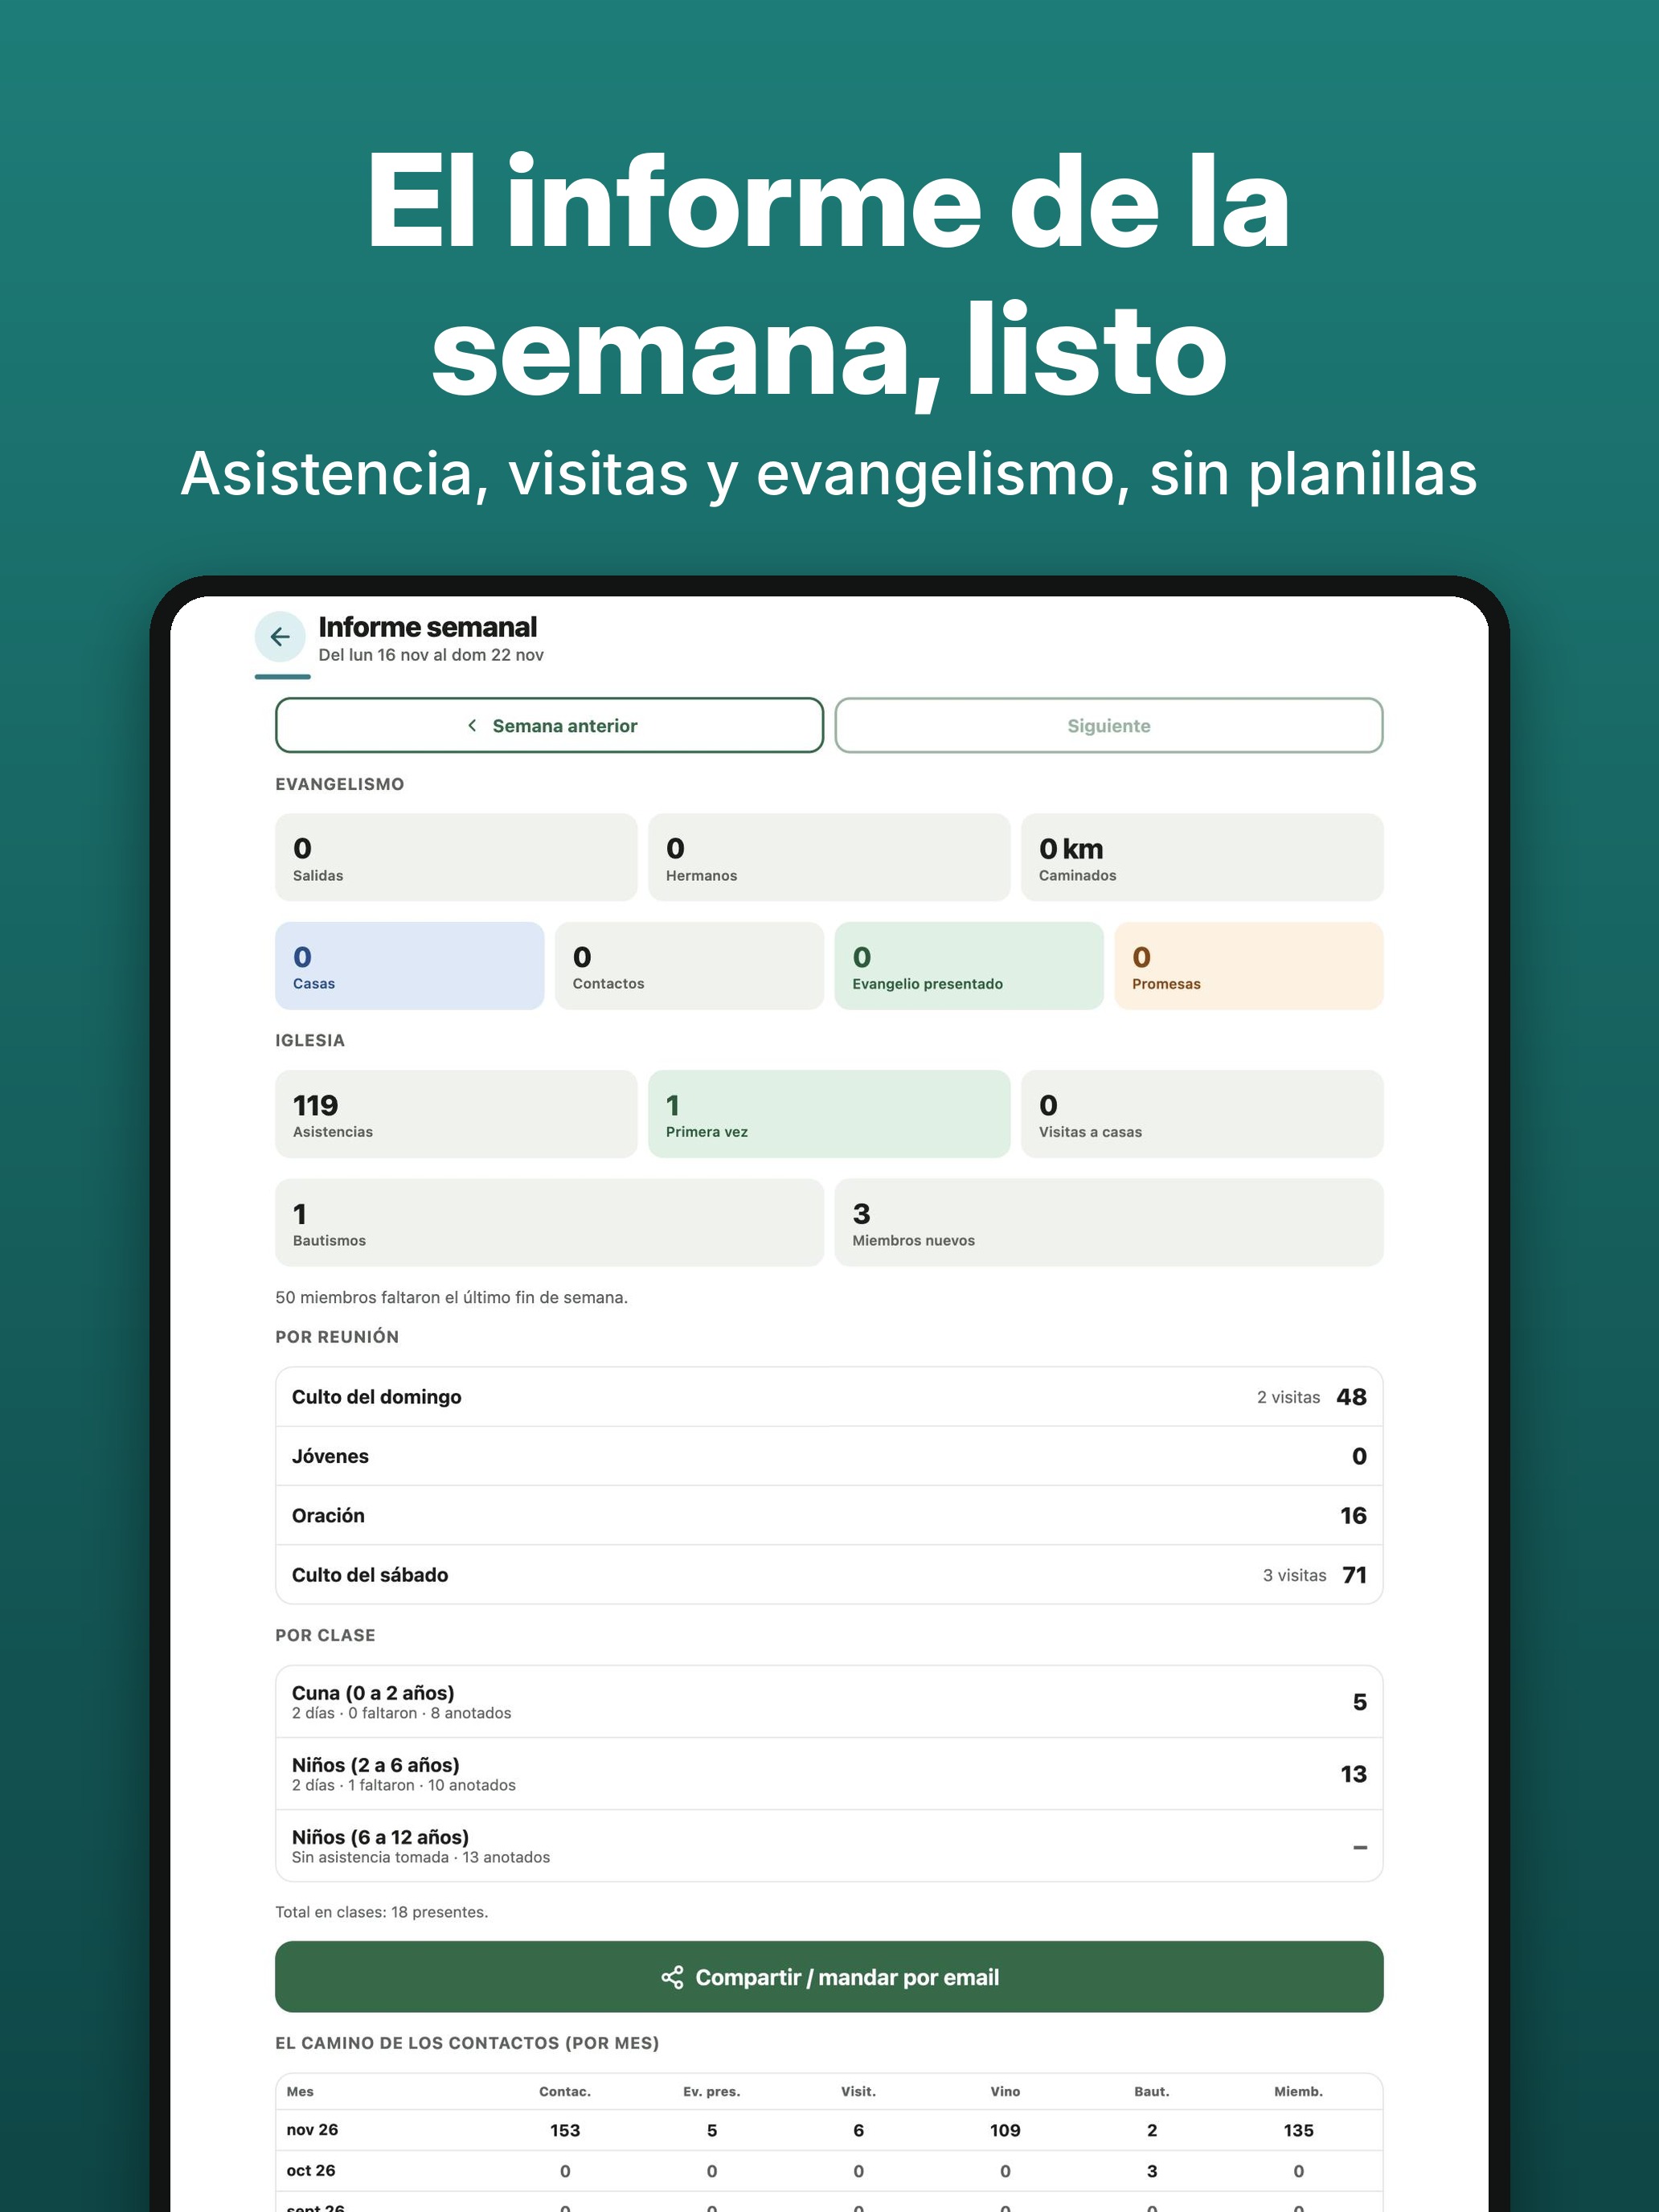 El informe de la
semana, listo
Asistencia, visitas y evangelismo, sin planillas
Informe semanal
Del lun 16 nov al dom 22 nov
Semana anterior
Siguiente
EVANGELISMO
0
Salidas
0
Hermanos
0 km
Caminados
0
Casas
0
Contactos
0
Evangelio presentado
0
Promesas
IGLESIA
119
Asistencias
1
Primera vez
0
Visitas a casas
1
Bautismos
3
Miembros nuevos
50 miembros faltaron el último fin de semana.
POR REUNIÓN
Culto del domingo 2 visitas 48
Jóvenes 0
Oración 16
Culto del sábado 3 visitas 71
POR CLASE
Cuna (0 a 2 años)
2 días · 0 faltaron · 8 anotados
5
Niños (2 a 6 años)
2 días · 1 faltaron · 10 anotados
13
Niños (6 a 12 años)
Sin asistencia tomada · 13 anotados
–
Total en clases: 18 presentes.
Compartir / mandar por email
EL CAMINO DE LOS CONTACTOS (POR MES)
Mes Contac. Ev. pres. Visit. Vino Baut. Miemb.
nov 26 153 5 6 109 2 135
oct 26 0 0 0 0 3 0
sept 26 0 0 0 0 0 0